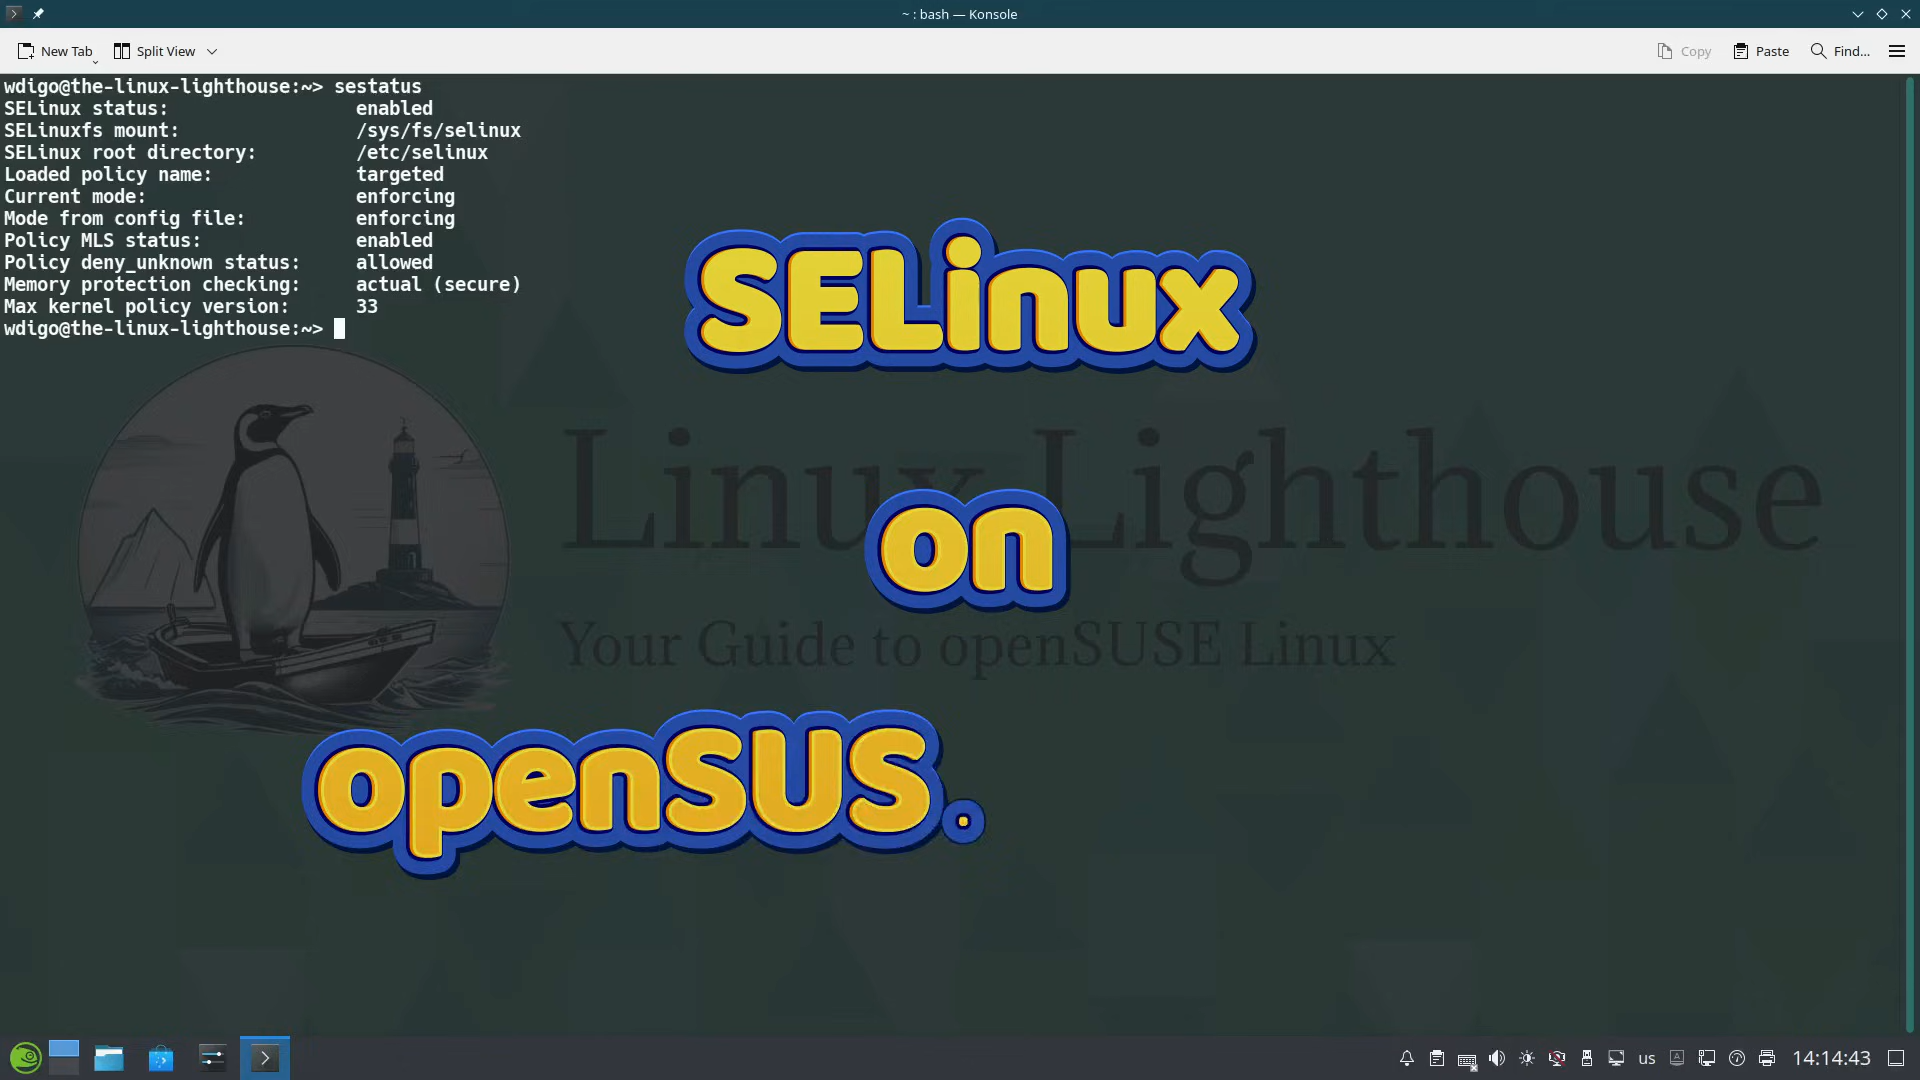 ~ : bash — Konsole
New Tab
Split View
Copy
Paste
Find...
wdigo@the-linux-lighthouse:~> sestatus
SELinux status: enabled
SELinuxfs mount: /sys/fs/selinux
SELinux root directory: /etc/selinux
Loaded policy name: targeted
Current mode: enforcing
Mode from config file: enforcing
Policy MLS status: enabled
Policy deny_unknown status: allowed
Memory protection checking: actual (secure)
Max kernel policy version: 33
wdigo@the-linux-lighthouse:~>
SELinux
Linux Lighthouse
on
Your Guide to openSUSE Linux
openSUS.
us
14:14:43